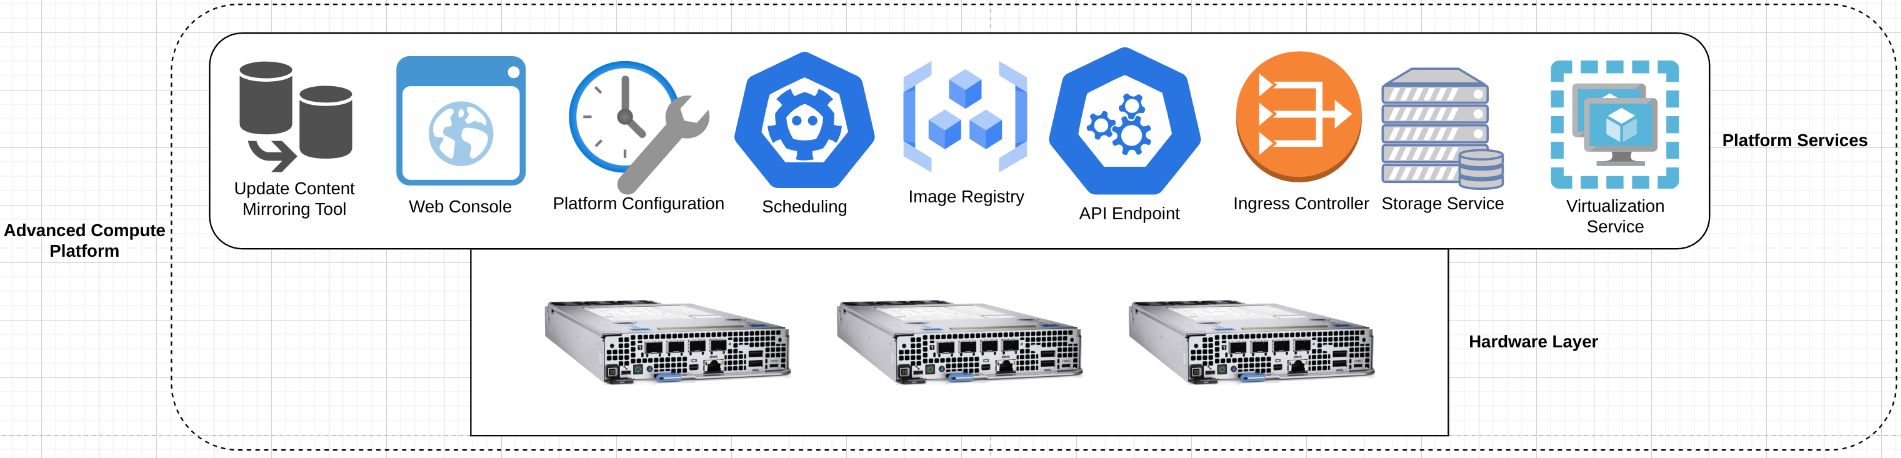 Update Content
Mirroring Tool
Web Console
Platform Configuration
Scheduling
Image Registry
API Endpoint
Ingress Controller
Storage Service
Virtualization
Service
Platform Services
Advanced Compute
Platform
Hardware Layer